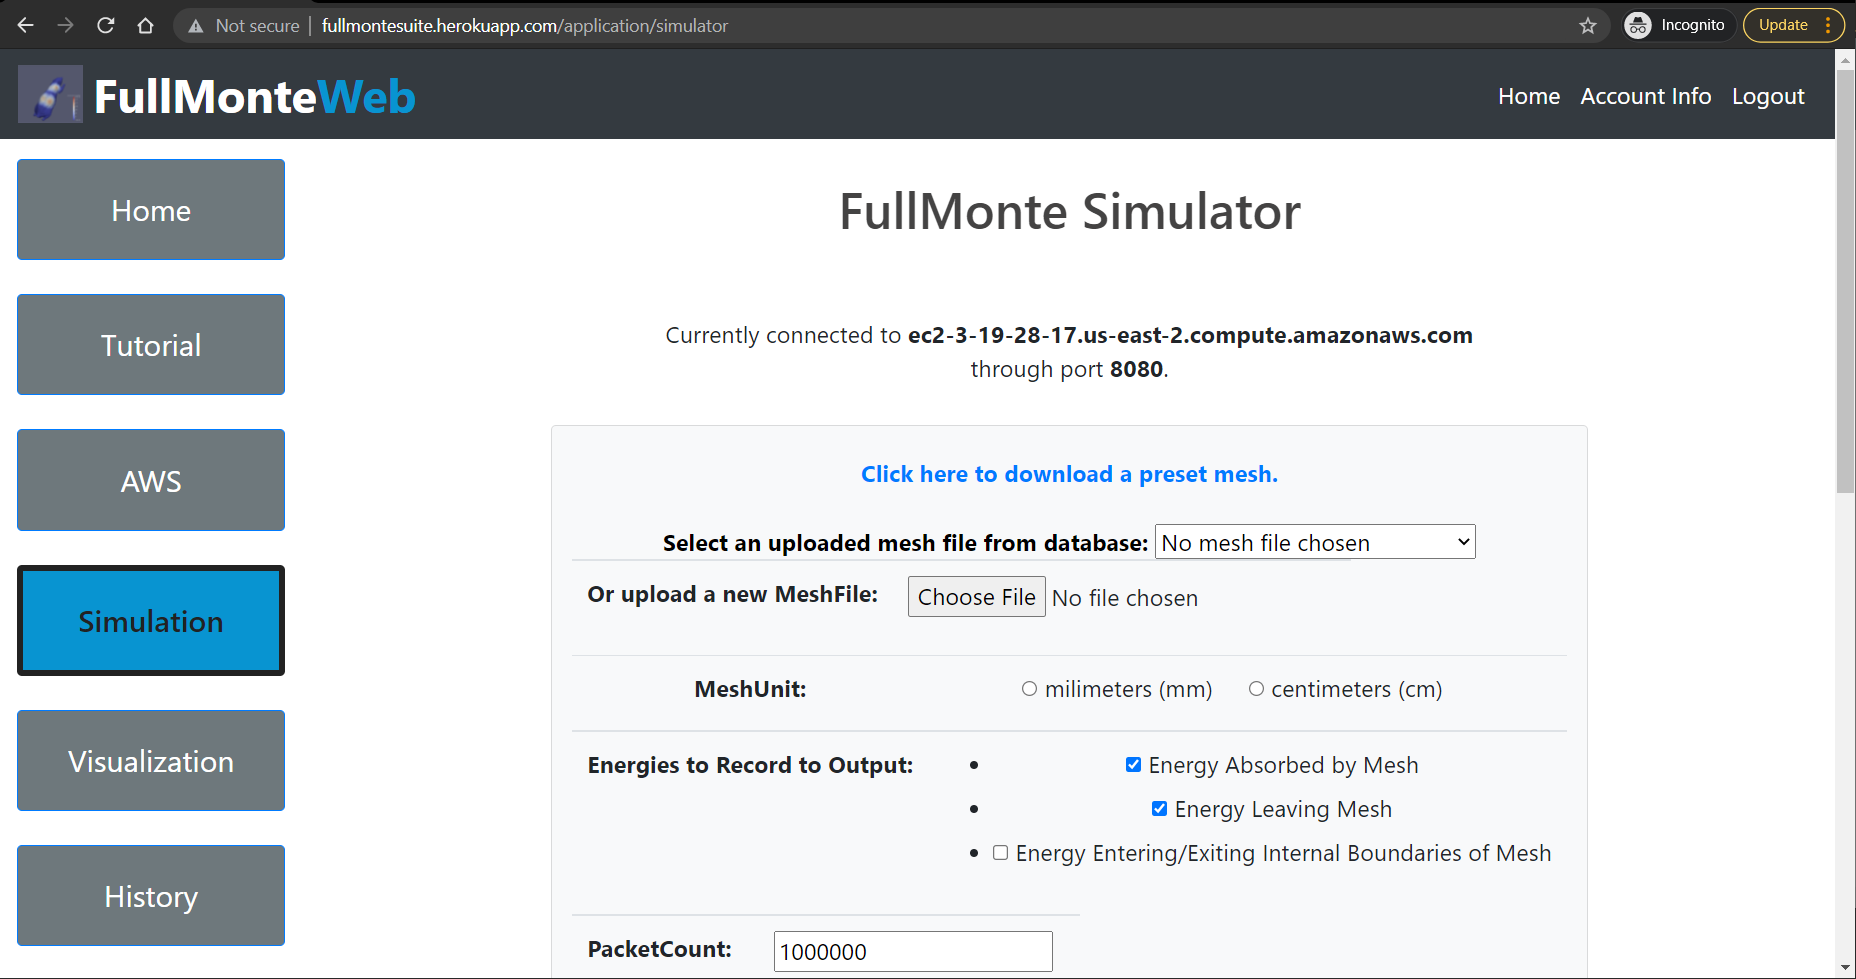 Not secure | fullmontesuite.herokuapp.com/application/simulator
Incognito
Update
FullMonteWeb
Home Account Info Logout
Home
Tutorial
AWS
Simulation
Visualization
History
FullMonte Simulator
Currently connected to ec2-3-19-28-17.us-east-2.compute.amazonaws.com
through port 8080.
Click here to download a preset mesh.
Select an uploaded mesh file from database: No mesh file chosen
Or upload a new MeshFile: Choose File No file chosen
MeshUnit: milimeters (mm) centimeters (cm)
Energies to Record to Output: • Energy Absorbed by Mesh
• Energy Leaving Mesh
• Energy Entering/Exiting Internal Boundaries of Mesh
PacketCount: 1000000